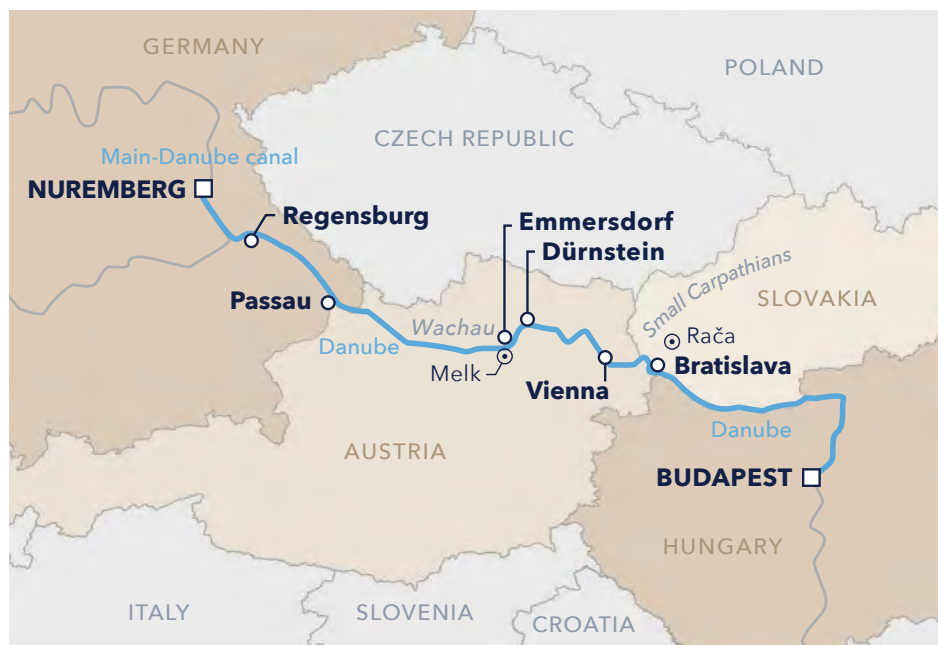 GERMANY
POLAND
CZECH REPUBLIC
Main-Danube canal
NUREMBERG
Regensburg
Emmersdorf
Dürnstein
Small Carpathians
SLOVAKIA
Passau
Wachau
Danube
Rača
Melk
Bratislava
Vienna
Danube
AUSTRIA
BUDAPEST
HUNGARY
ITALY
SLOVENIA
CROATIA